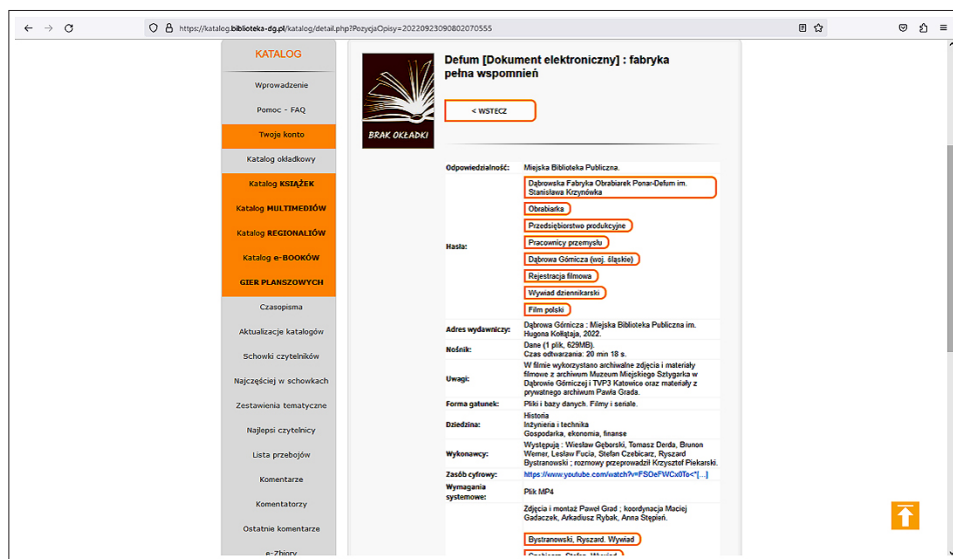 https://katalog.biblioteka-dg.pl/katalog/detail.php?PozycjaOpisy=20220923090802070555
KATALOG
Wprowadzenie
Pomoc - FAQ
Twoje konto
Katalog okładkowy
Katalog KSIĄŻEK
Katalog MULTIMEDIÓW
Katalog REGIONALIÓW
Katalog e-BOOKÓW
GIER PLANSZOWYCH
Czasopisma
Aktualizacje katalogów
Schowki czytelników
Najczęściej w schowkach
Zestawienia tematyczne
Najlepsi czytelnicy
Lista przebojów
Komentarze
Komentatorzy
Ostatnie komentarze
e-Zbiory
BRAK OKŁADKI
Defum [Dokument elektroniczny] : fabryka
pełna wspomnień
< WSTECZ
Odpowiedzialność: Miejska Biblioteka Publiczna.
Hasła:
Dąbrowska Fabryka Obrabiarek Ponar-Defum im.
Stanisława Krzynówka
Obrabiarka
Przedsiębiorstwo produkcyjne
Pracownicy przemysłu
Dąbrowa Górnicza (woj. śląskie)
Rejestracja filmowa
Wywiad dziennikarski
Film polski
Adres wydawniczy: Dąbrowa Górnicza : Miejska Biblioteka Publiczna im.
Hugona Kołłątaja, 2022.
Nośnik: Dane (1 plik, 629MB).
Czas odtwarzania: 20 min 18 s.
Uwagi: W filmie wykorzystano archiwalne zdjęcia i materiały
filmowe z archiwum Muzeum Miejskiego Sztygarka w
Dąbrowie Górniczej i TVP3 Katowice oraz materiały z
prywatnego archiwum Pawła Grada.
Forma gatunek: Pliki i bazy danych. Filmy i seriale.
Dziedzina: Historia
Inżynieria i technika
Gospodarka, ekonomia, finanse
Wykonawcy: Występują : Wiesław Gęborski, Tomasz Derda, Brunon
Werner, Lesław Fucia, Stefan Czebicarz, Ryszard
Bystranowski ; rozmowy przeprowadził Krzysztof Piekarski.
Zasób cyfrowy: https://www.youtube.com/watch?v=FSOeFWCx0To<"[...]
Wymagania
systemowe: Plik MP4
Zdjęcia i montaż Paweł Grad ; koordynacja Maciej
Gadaczek, Arkadiusz Rybak, Anna Stępień.
Bystranowski, Ryszard. Wywiad